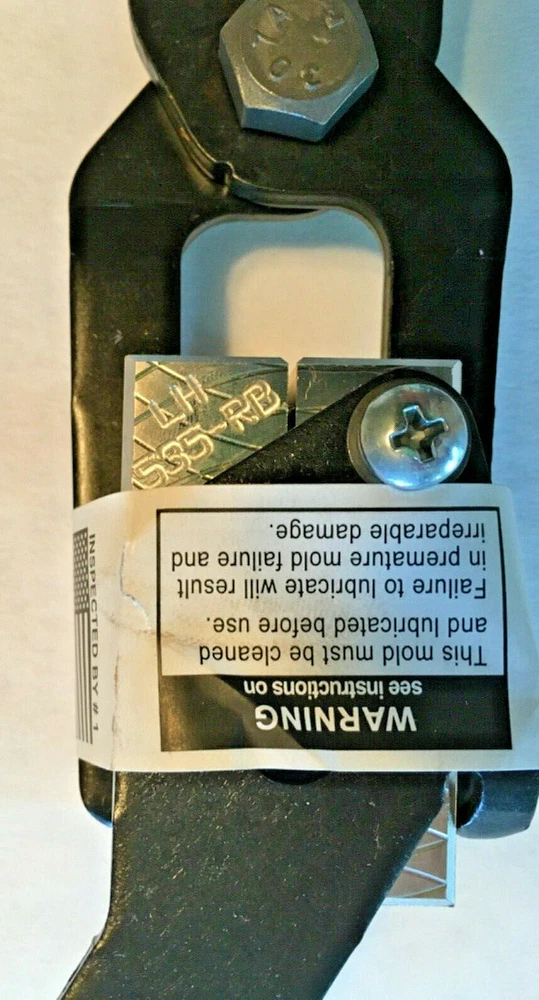 LH
535-RB
WARNING
see instructions on
This mold must be cleaned
and lubricated before use.
Failure to lubricate will result
in premature mold failure and
irreparable damage.
INSPECTED BY # 1